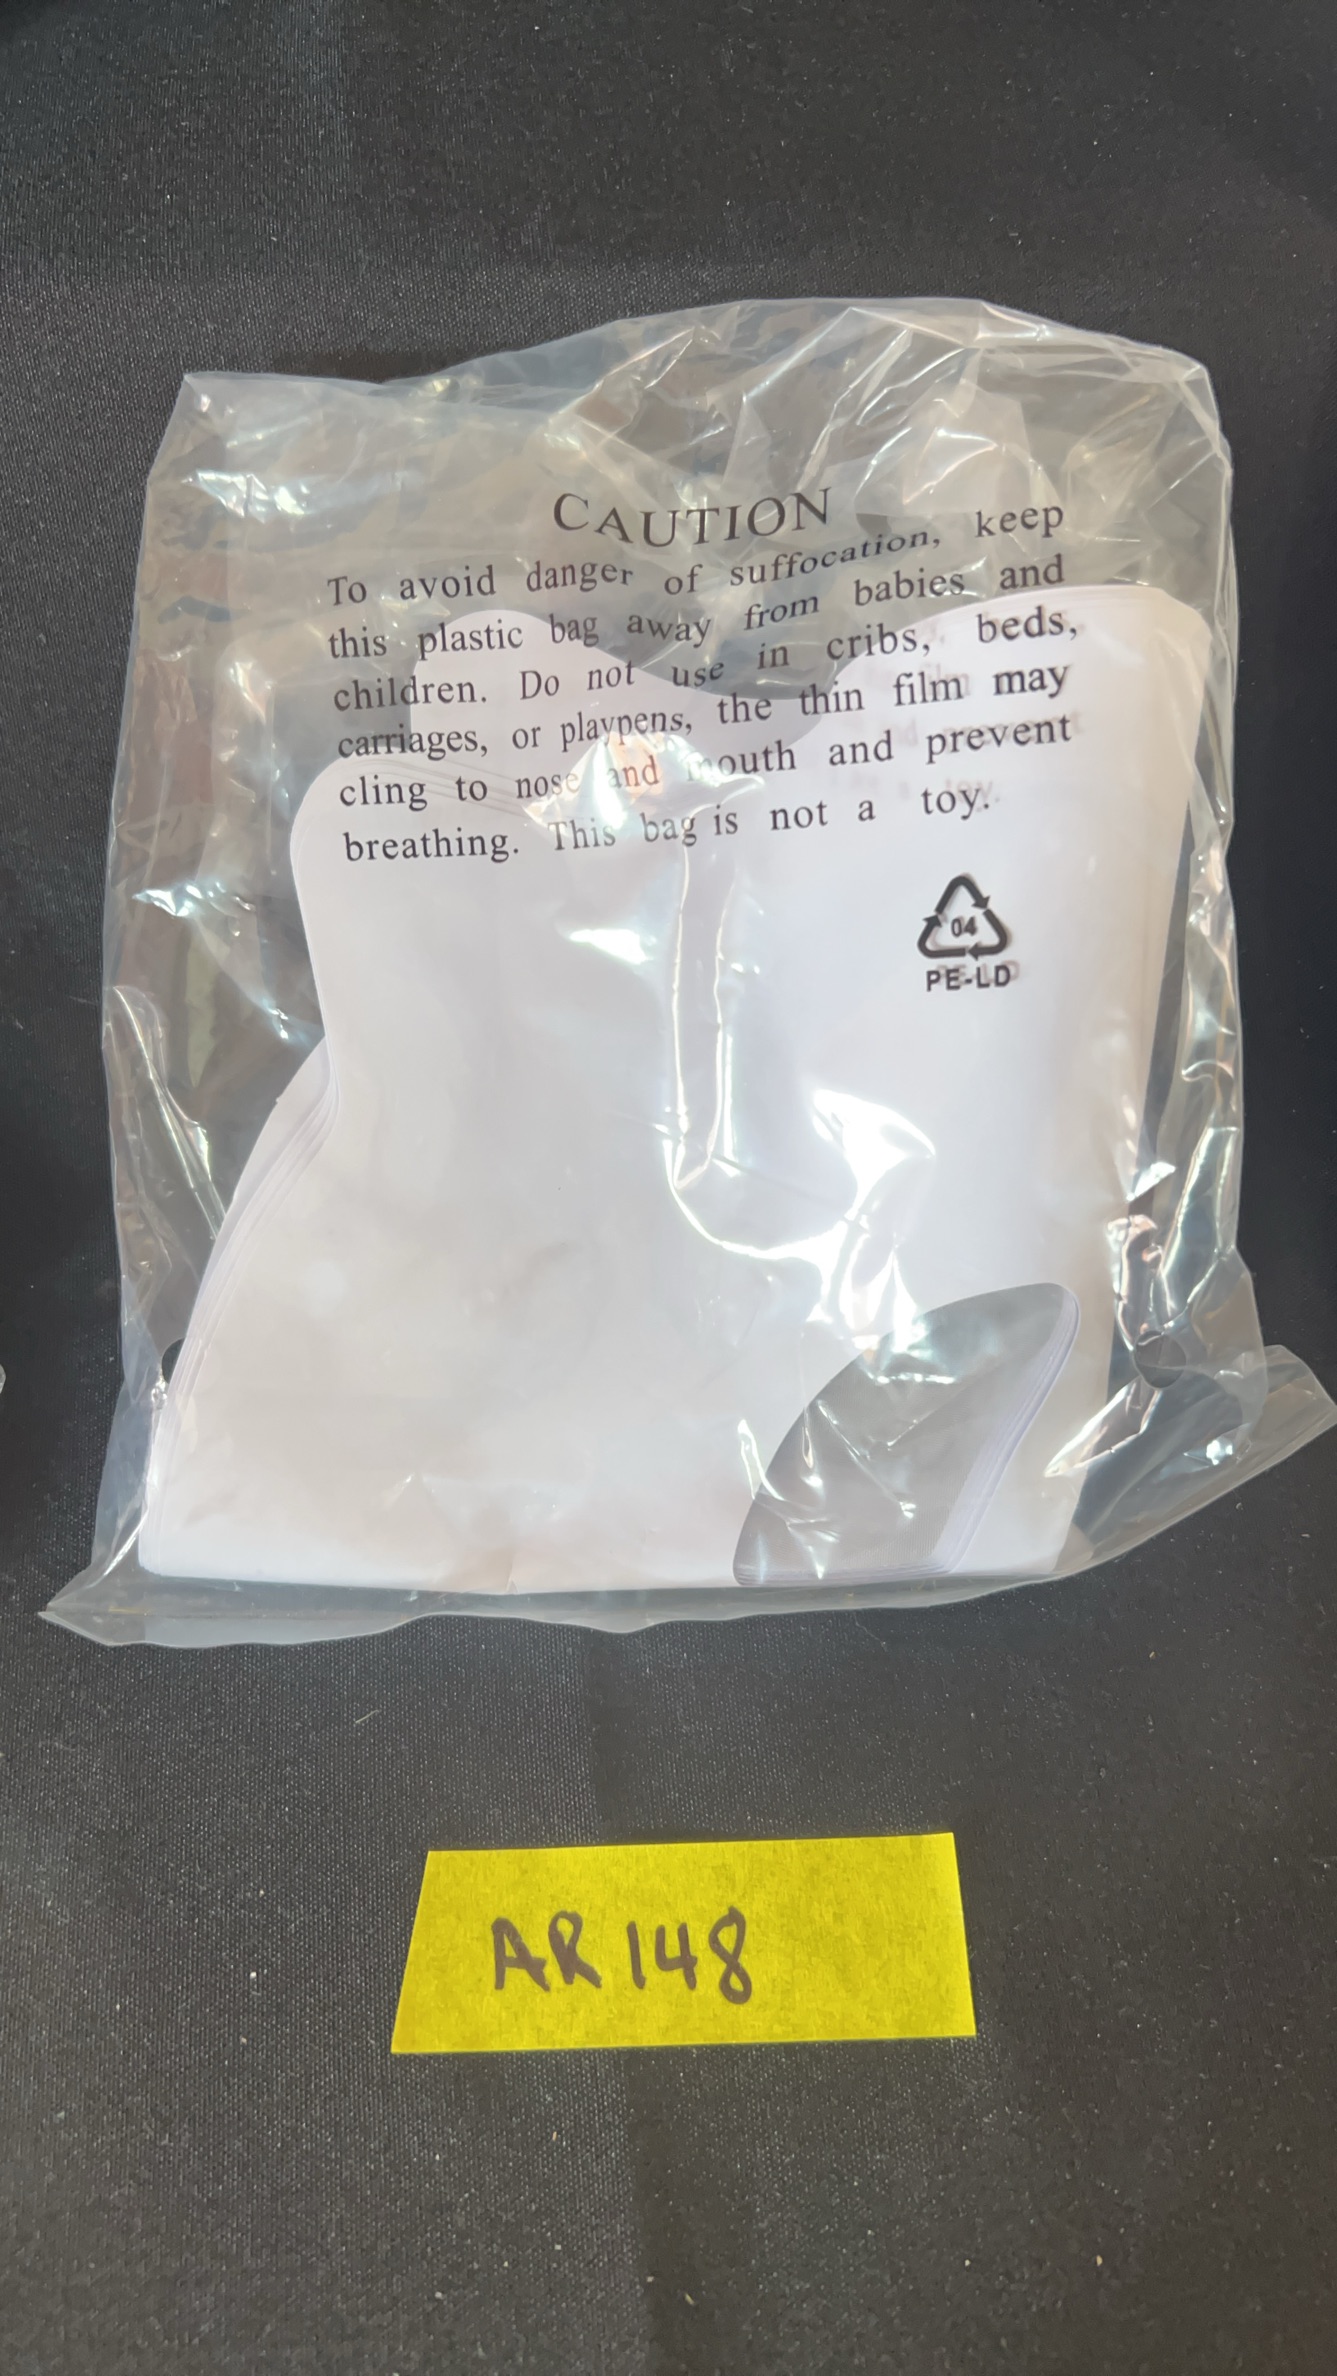 CAUTION
To avoid danger of suffocation, keep
this plastic bag away from babies and
children. Do not use in cribs, beds,
carriages, or playpens, the thin film may
cling to nose and mouth and prevent
breathing. This bag is not a toy.
04
PE-LD
AR 148